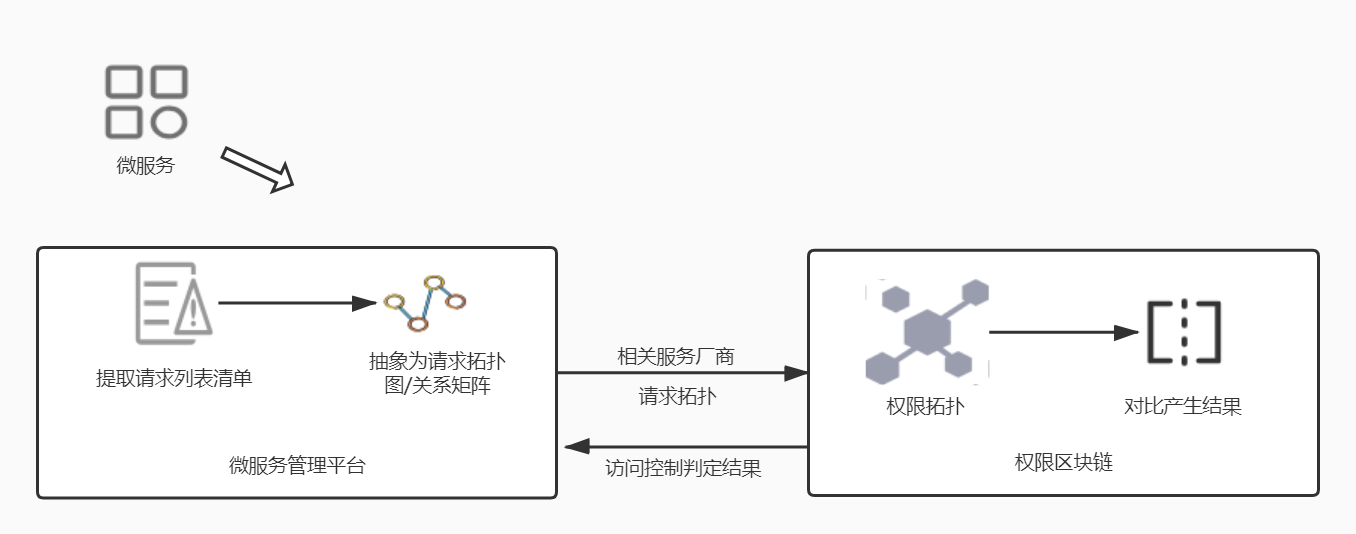 微服务
提取请求列表清单
抽象为请求拓扑
图/关系矩阵
微服务管理平台
相关服务厂商
请求拓扑
访问控制判定结果
权限拓扑
对比产生结果
权限区块链